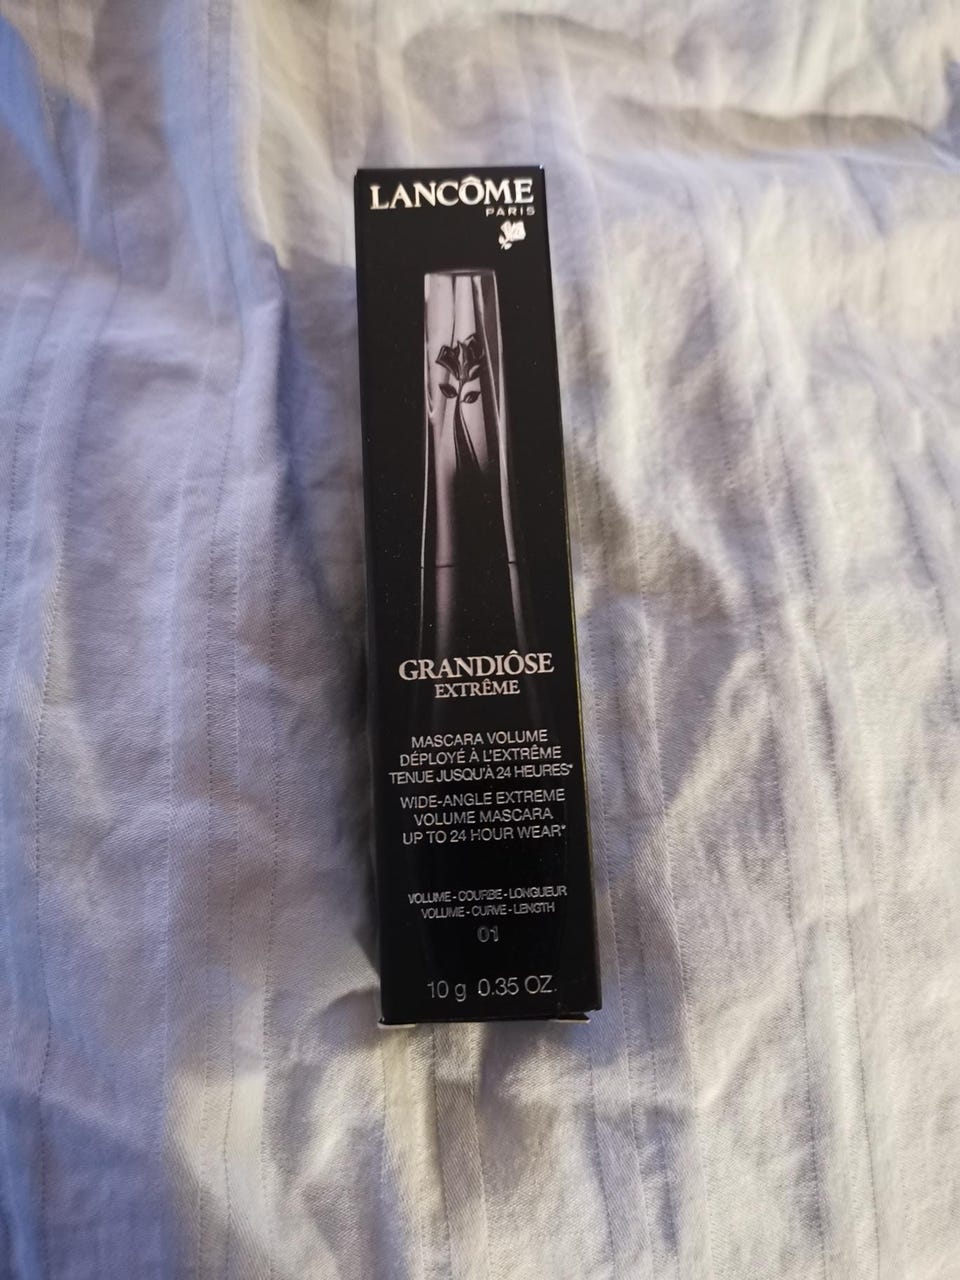 LANCÔME
PARIS
GRANDIÔSE
EXTRÊME
MASCARA VOLUME
DÉPLOYÉ À L'EXTRÊME
TENUE JUSQU'À 24 HEURES*
WIDE-ANGLE EXTREME
VOLUME MASCARA
UP TO 24 HOUR WEAR*
VOLUME - COURBE - LONGUEUR
VOLUME - CURVE - LENGTH
01
10 g 0.35 OZ.